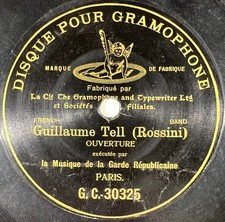 DISQUE POUR GRAMOPHONE
MARQUE DE FABRIQUE
Fabriqué par
La Cie The Gramophone and Typewriter Ltd
et Sociétés Filiales.
FRENCH BAND
Guillaume Tell (Rossini)
OUVERTURE
exécutée par
la Musique de la Garde Républicaine
PARIS.
G.C.-30325